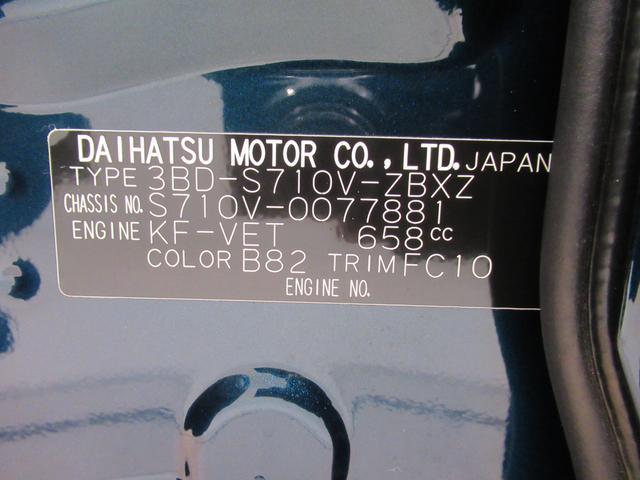 DAIHATSU MOTOR CO., LTD. JAPAN
TYPE 3BD-S710V-ZBXZ
CHASSIS NO. S710V-0077881
ENGINE KF-VET 658cc
COLOR B82 TRIM FC10
ENGINE NO.